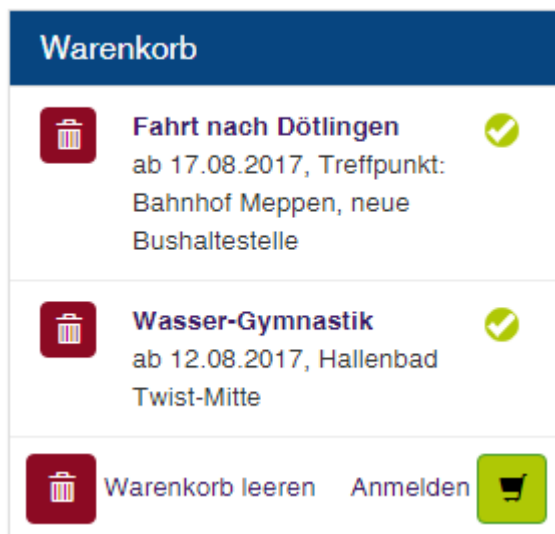 Warenkorb
Fahrt nach Dötlingen
ab 17.08.2017, Treffpunkt:
Bahnhof Meppen, neue
Bushaltestelle
Wasser-Gymnastik
ab 12.08.2017, Hallenbad
Twist-Mitte
Warenkorb leeren Anmelden